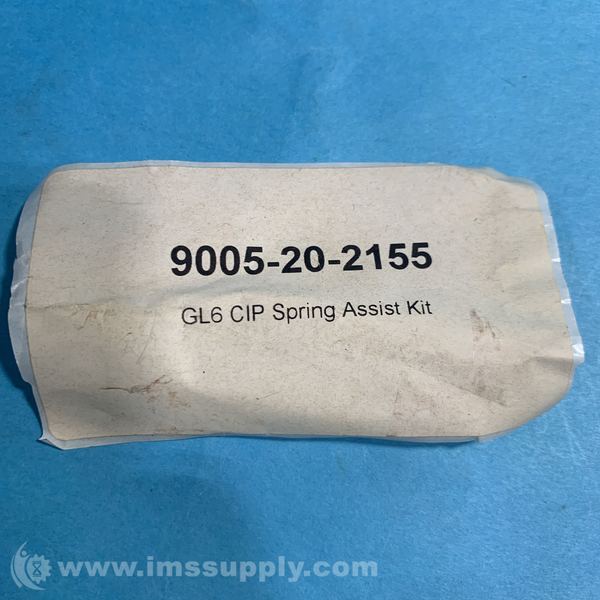 9005-20-2155
GL6 CIP Spring Assist Kit
www.imssupply.com